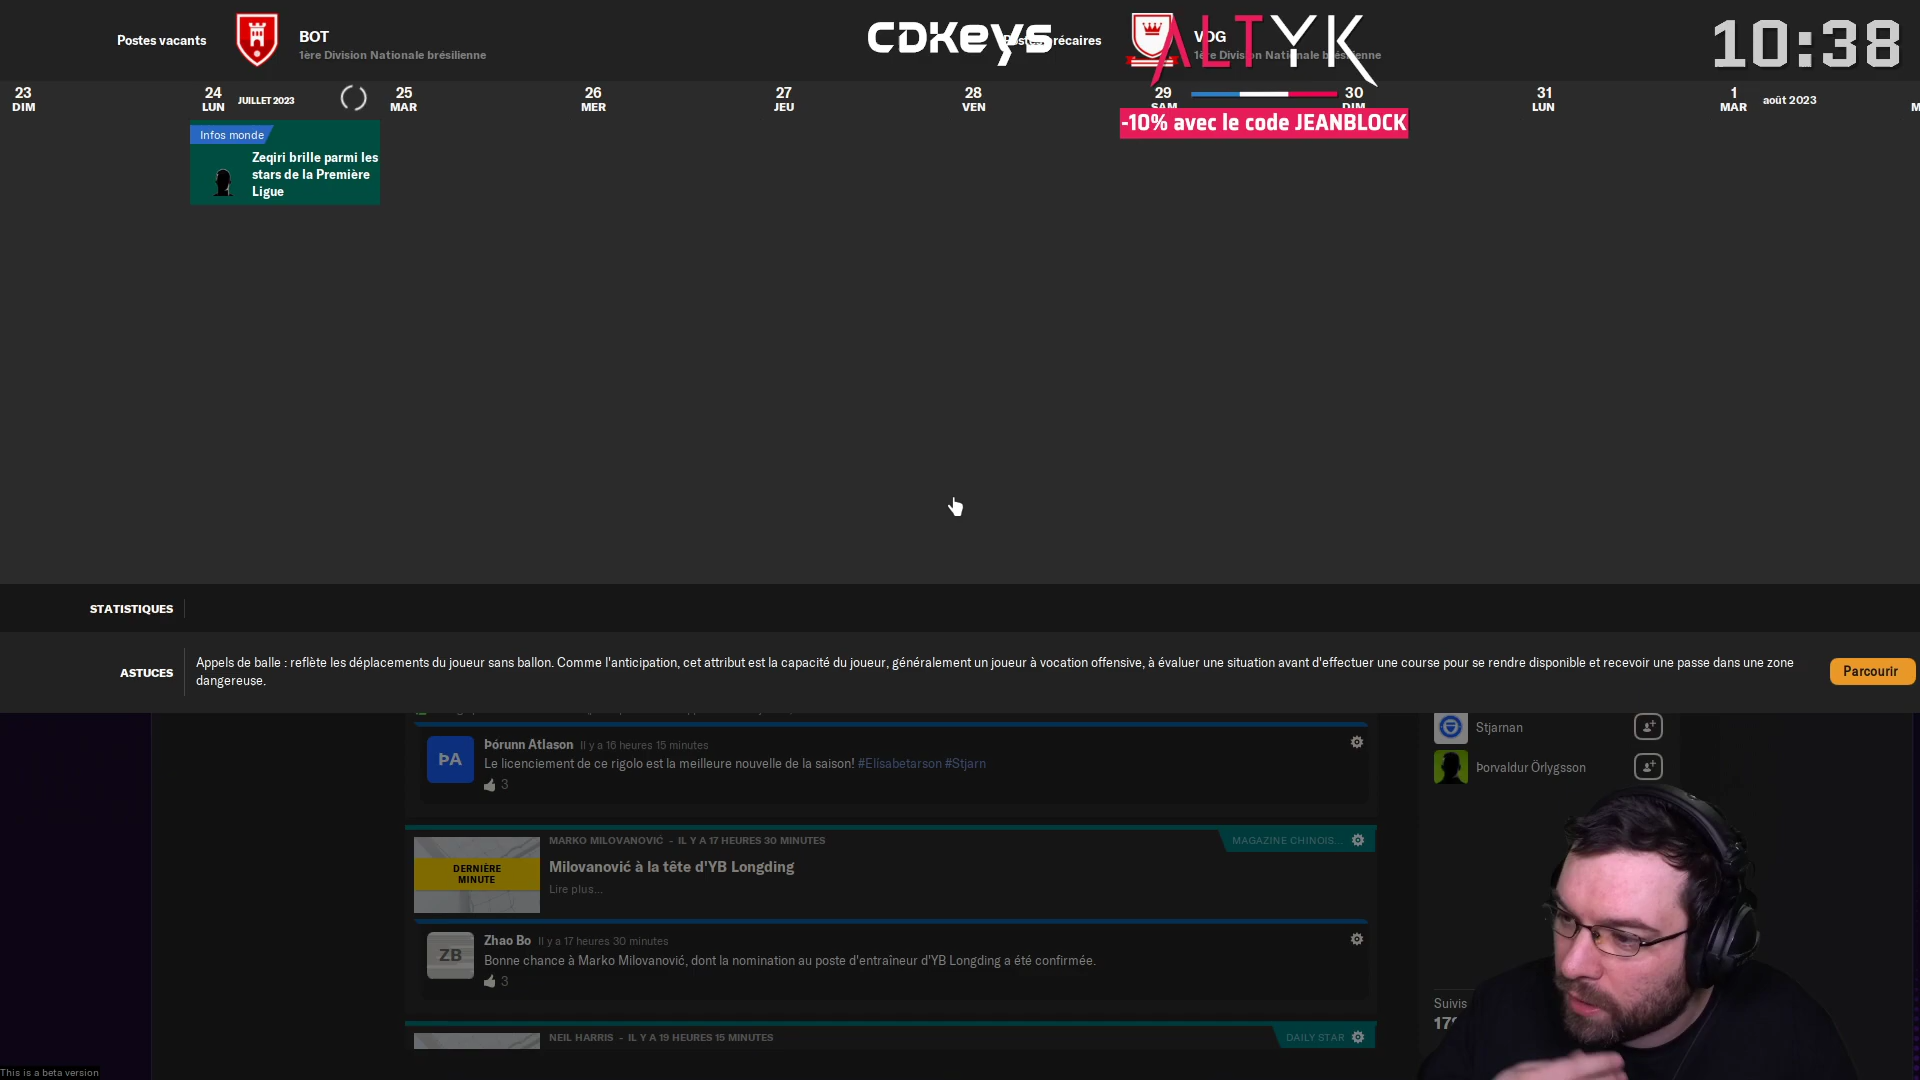 Postes vacants
BOT
1ère Division Nationale brésilienne
CDKeys
ALTYK
VOG
1ère Division Nationale brésilienne
10:38
23
DIM
24
LUN
JUILLET 2023
25
MAR
26
MER
27
JEU
28
VEN
29
SAM
30
DIM
31
LUN
1
MAR
août 2023
-10% avec le code JEANBLOCK
Infos monde
Zeqiri brille parmi les
stars de la Première
Ligue
STATISTIQUES
ASTUCES
Appels de balle : reflète les déplacements du joueur sans ballon. Comme l'anticipation, cet attribut est la capacité du joueur, généralement un joueur à vocation offensive, à évaluer une situation avant d'effectuer une course pour se rendre disponible et recevoir une passe dans une zone
dangereuse.
Parcourir
ÞA
Þórunn Atlason Il y a 16 heures 15 minutes
Le licenciement de ce rigolo est la meilleure nouvelle de la saison! #Elísabetarson #Stjarn
3
Stjarnan
Þorvaldur Örlygsson
DERNIÈRE
MINUTE
MARKO MILOVANOVIĆ - IL Y A 17 HEURES 30 MINUTES
MAGAZINE CHINOIS...
Milovanović à la tête d'YB Longding
Lire plus...
ZB
Zhao Bo Il y a 17 heures 30 minutes
Bonne chance à Marko Milovanović, dont la nomination au poste d'entraîneur d'YB Longding a été confirmée.
3
Suivis
NEIL HARRIS - IL Y A 19 HEURES 15 MINUTES
DAILY STAR
This is a beta version